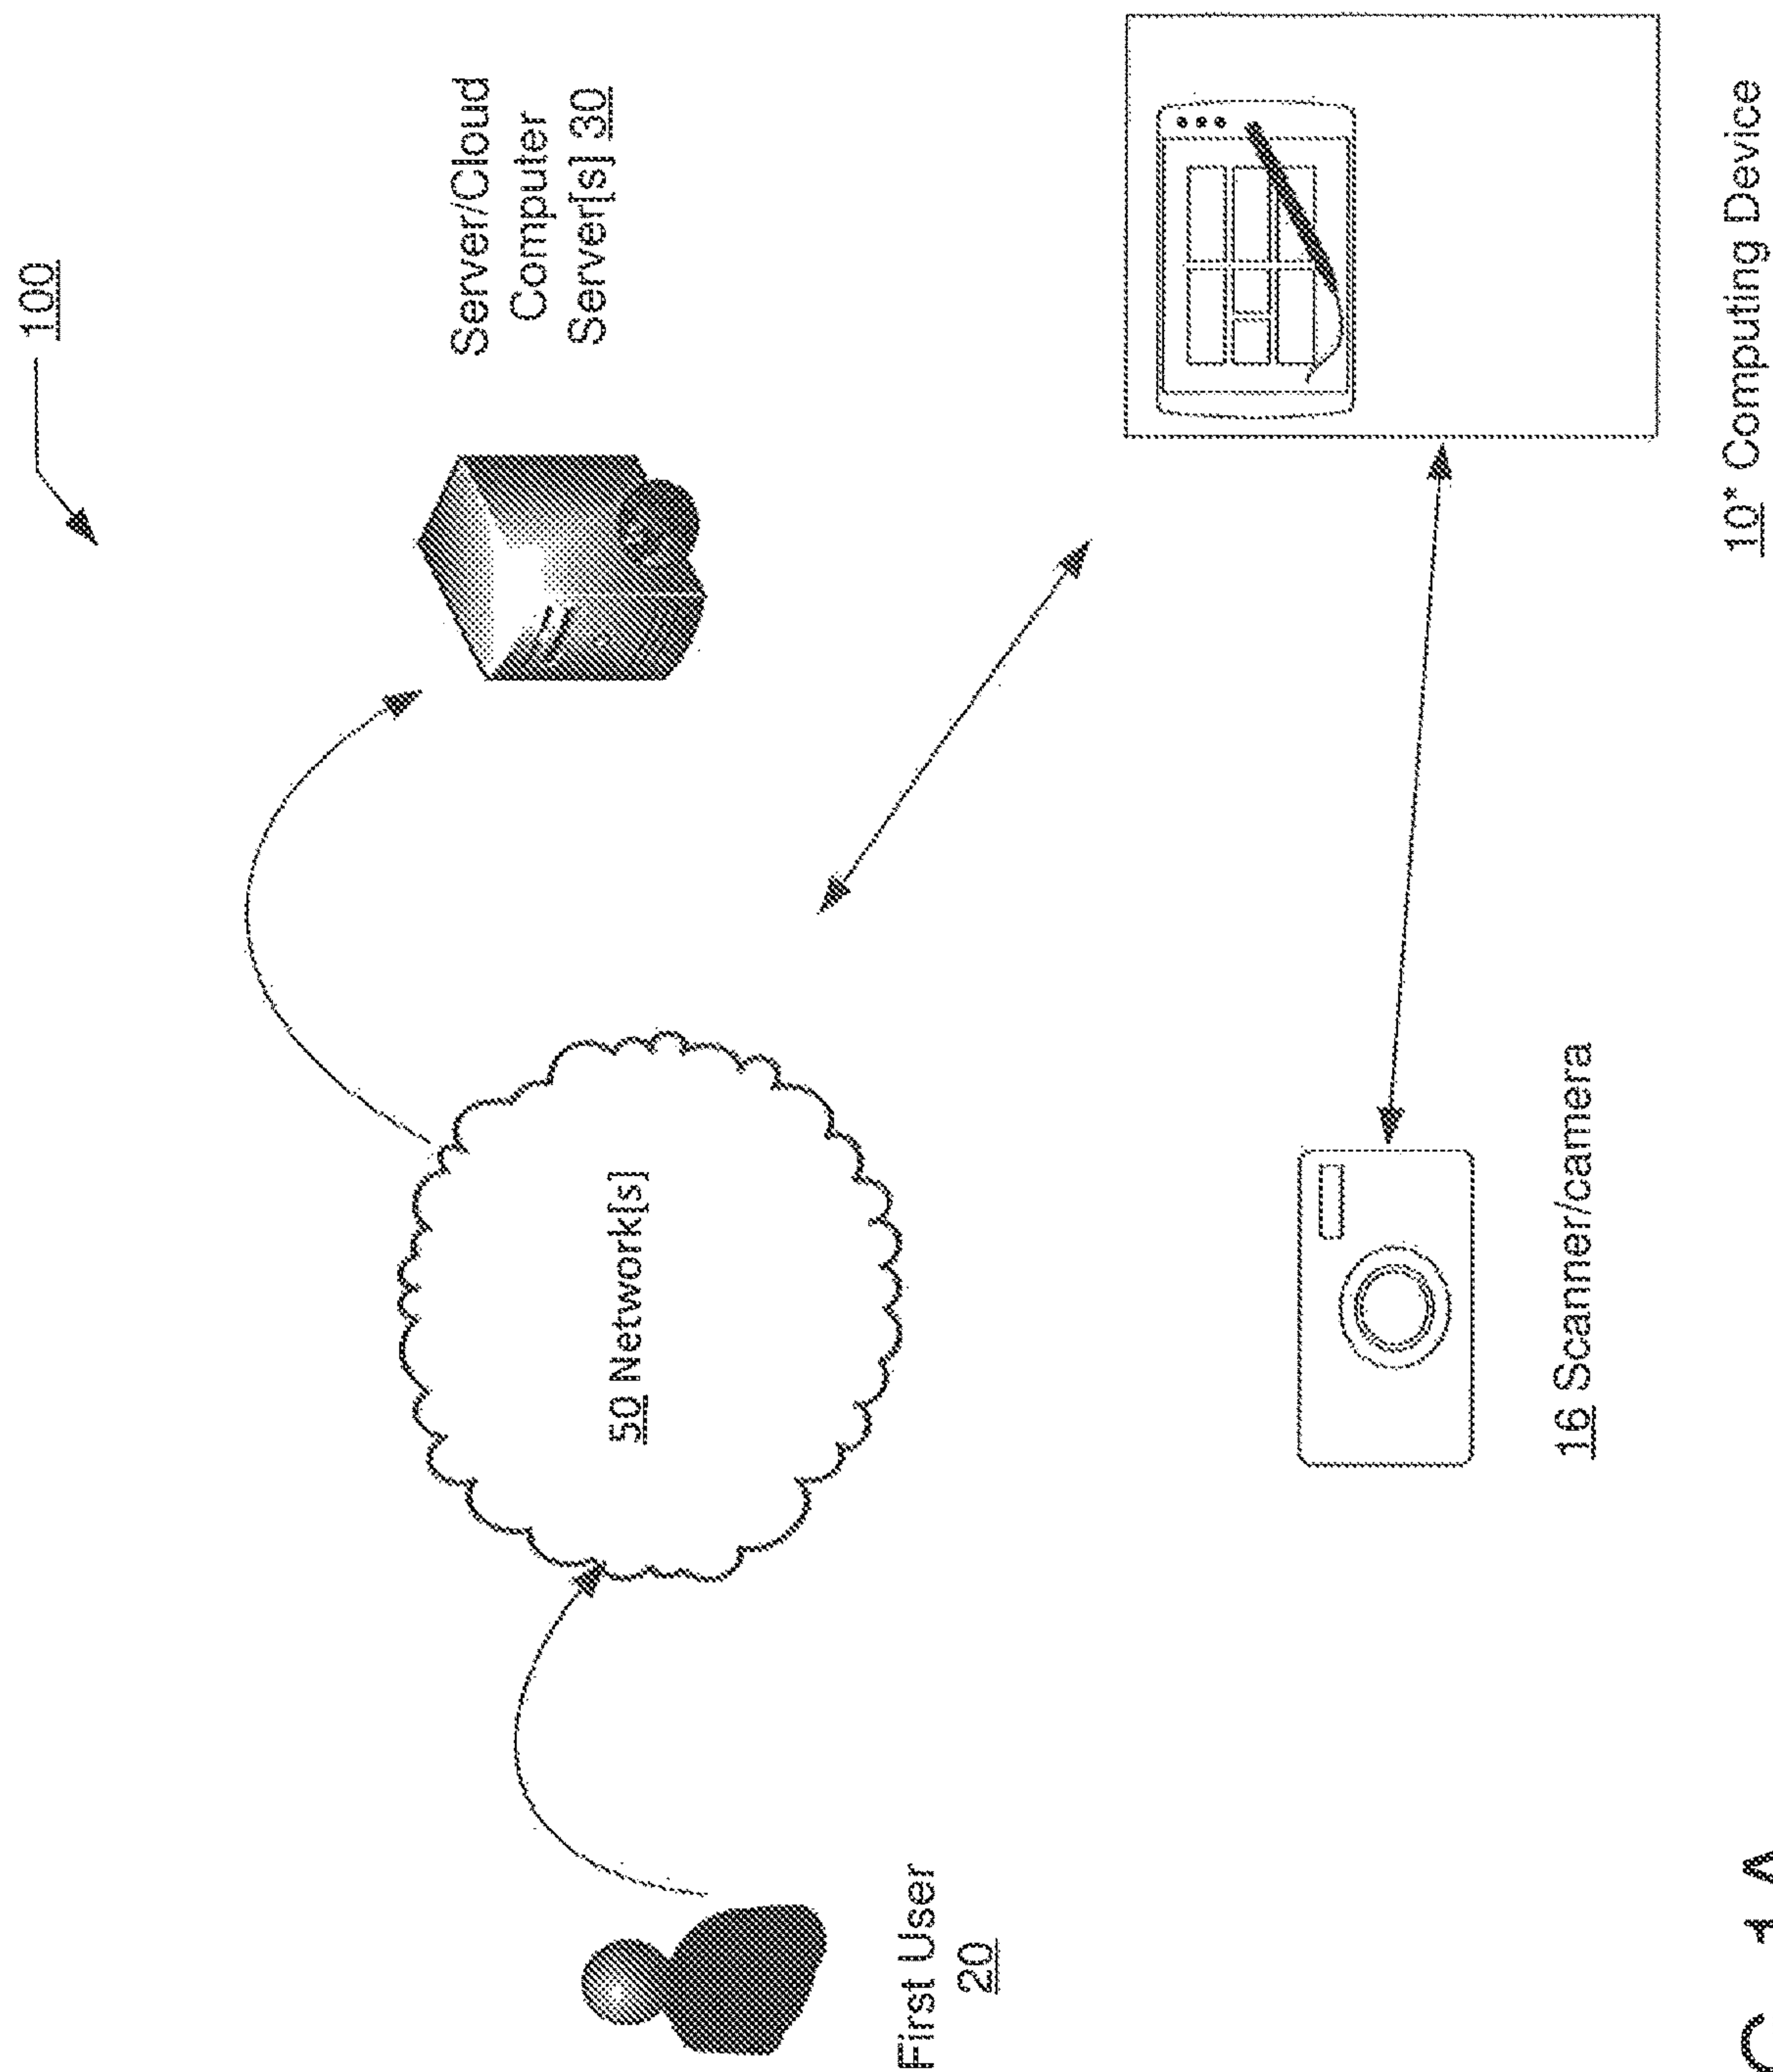 100
Server/Cloud
Computer
Server[s] 30
50 Network[s]
First User
20
16 Scanner/camera
10* Computing Device